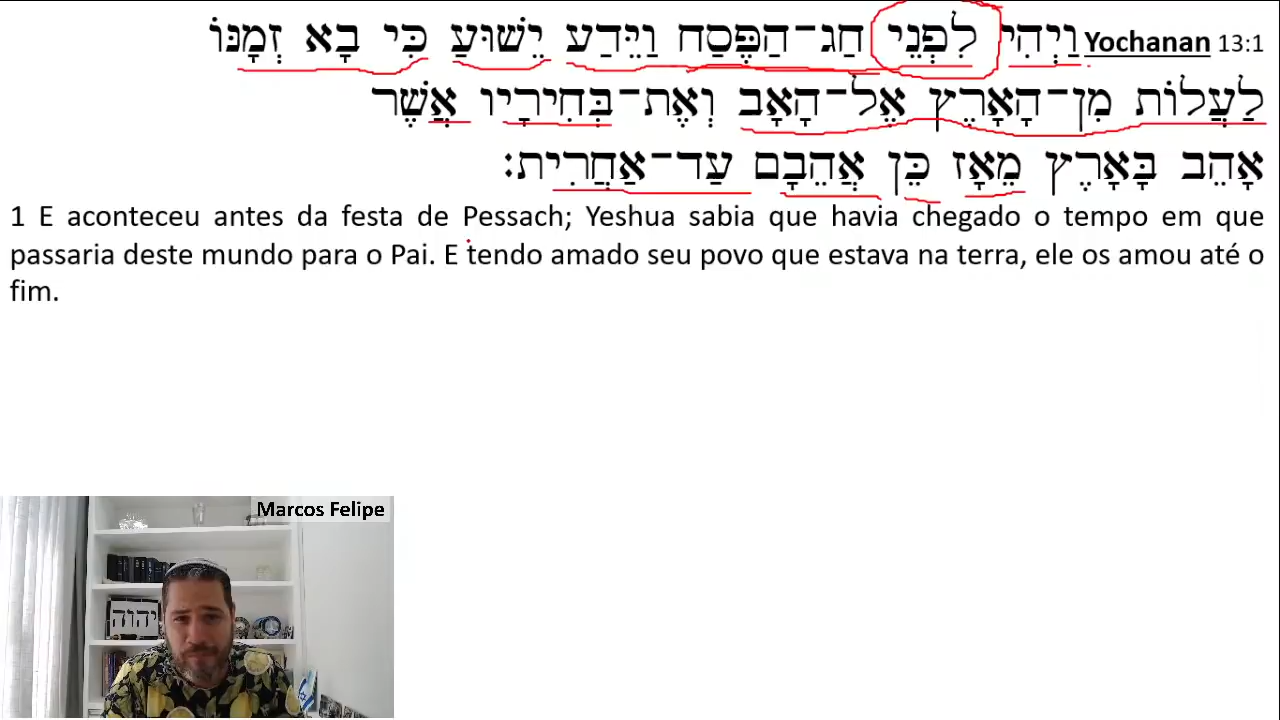 Yochanan 13:1 וַיְהִי לִפְנֵי חַג־הַפֶּסַח וַיֵּדַע יֵשׁוּעַ כִּי בָא זְמָנּוֹ
לַעֲלוֹת מִן־הָאָרֶץ אֶל־הָאָב וְאֶת־בְּחִירָיו אֲשֶׁר
אָהֵב בָּאָרֶץ מֵאָז כֵּן אֲהֵבָם עַד־אַחֲרִית:
1 E aconteceu antes da festa de Pessach; Yeshua sabia que havia chegado o tempo em que
passaria deste mundo para o Pai. E tendo amado seu povo que estava na terra, ele os amou até o
fim.
Marcos Felipe
יהוה